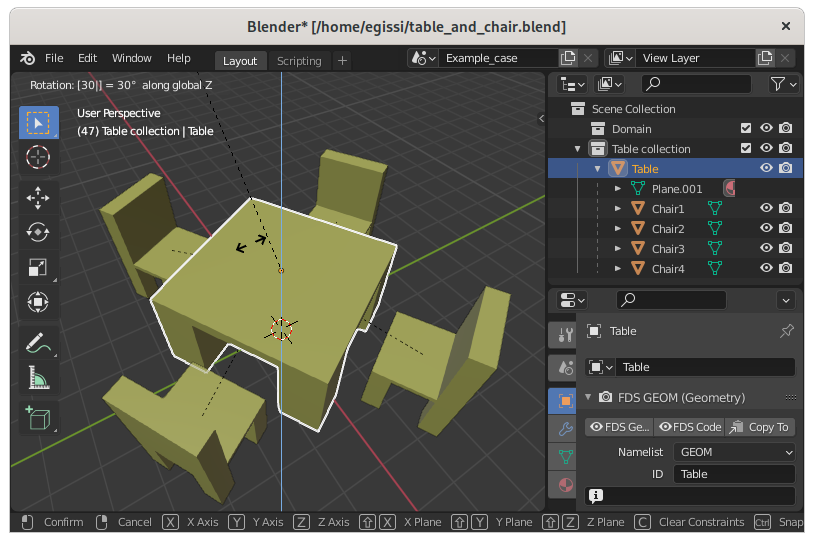 Blender* [/home/egissi/table_and_chair.blend]
File Edit Window Help Layout Scripting + Example_case View Layer
Rotation: [30|] = 30° along global Z
User Perspective
(47) Table collection | Table
Scene Collection
Domain
Table collection
Table
Plane.001
Chair1
Chair2
Chair3
Chair4
Table
Table
FDS GEOM (Geometry)
FDS Ge... FDS Code Copy To
Namelist GEOM
ID Table
Confirm Cancel X X Axis Y Y Axis Z Z Axis X X Plane Y Y Plane Z Z Plane C Clear Constraints Ctrl Snap